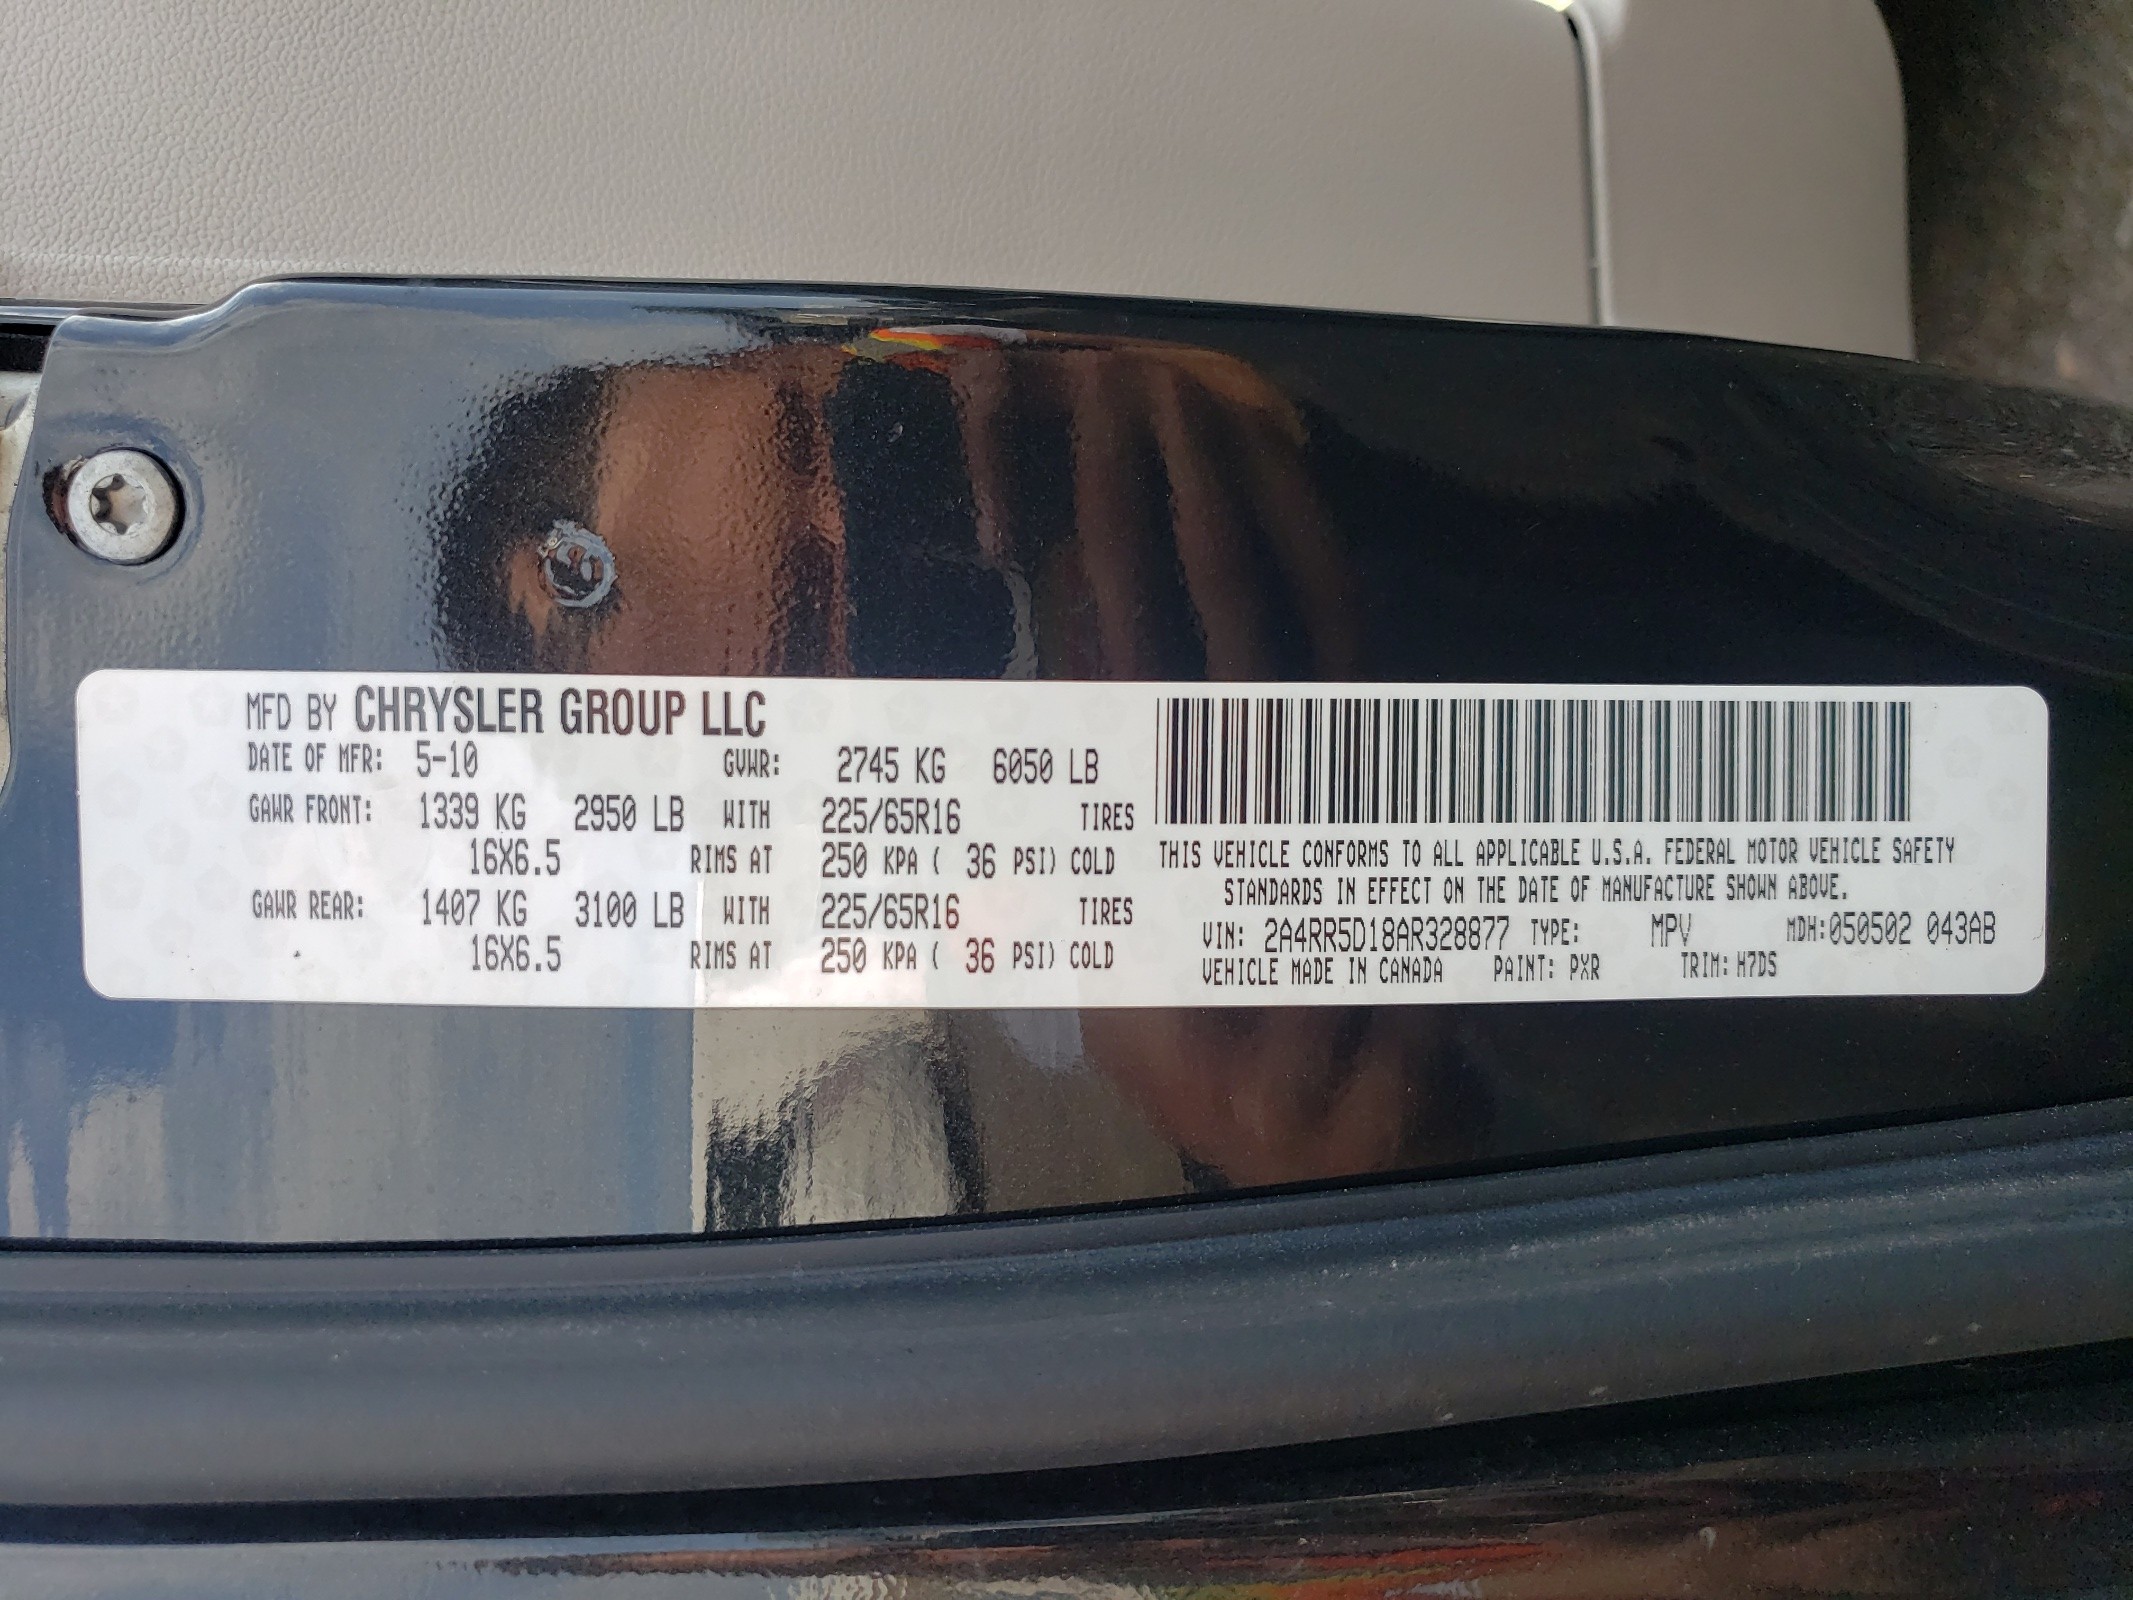 MFD BY CHRYSLER GROUP LLC
DATE OF MFR: 5-10 GVWR: 2745 KG 6050 LB
GAWR FRONT: 1339 KG 2950 LB WITH 225/65R16 TIRES
16X6.5 RIMS AT 250 KPA ( 36 PSI) COLD
GAWR REAR: 1407 KG 3100 LB WITH 225/65R16 TIRES
16X6.5 RIMS AT 250 KPA ( 36 PSI) COLD
THIS VEHICLE CONFORMS TO ALL APPLICABLE U.S.A. FEDERAL MOTOR VEHICLE SAFETY
STANDARDS IN EFFECT ON THE DATE OF MANUFACTURE SHOWN ABOVE.
VIN: 2A4RR5D18AR328877 TYPE: MPV MDH:050502 043AB
VEHICLE MADE IN CANADA PAINT: PXR TRIM: H7DS